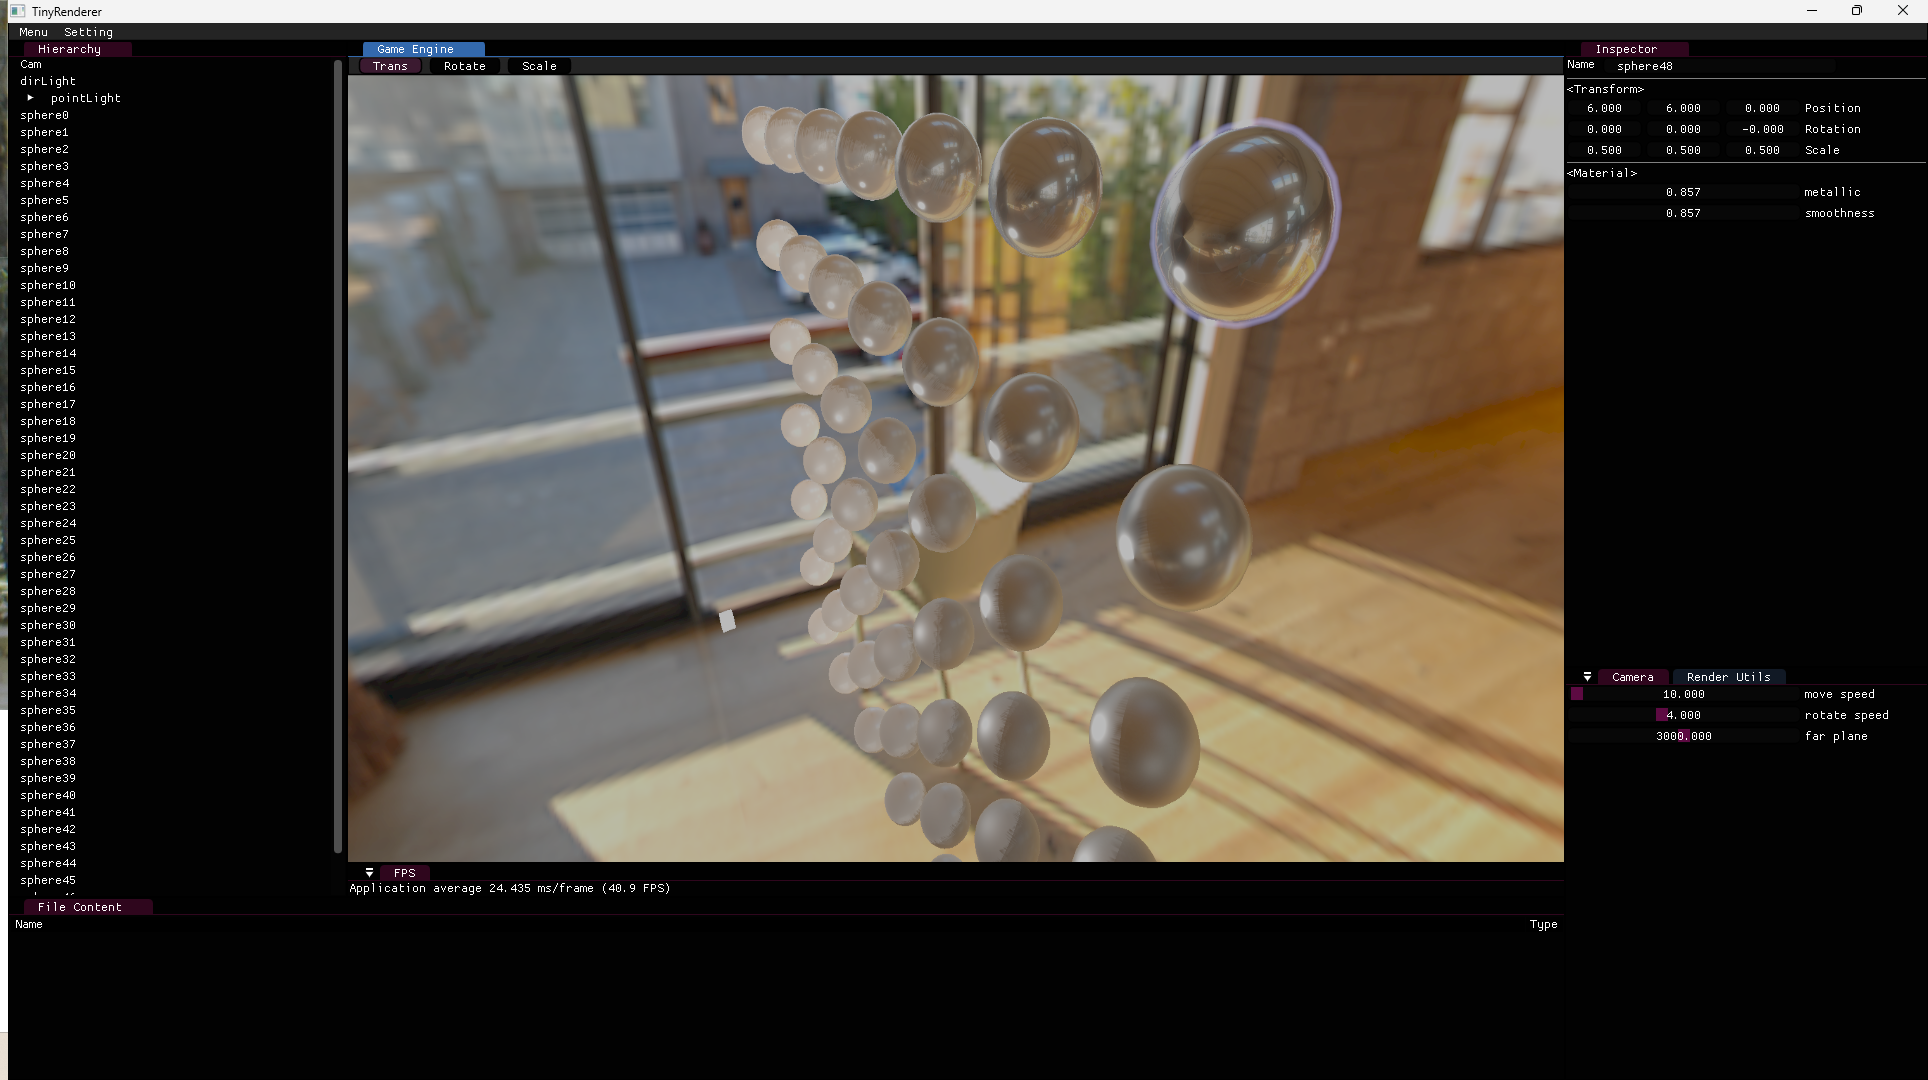 TinyRenderer
Menu Setting
Hierarchy
Cam
dirLight
pointLight
sphere0
sphere1
sphere2
sphere3
sphere4
sphere5
sphere6
sphere7
sphere8
sphere9
sphere10
sphere11
sphere12
sphere13
sphere14
sphere15
sphere16
sphere17
sphere18
sphere19
sphere20
sphere21
sphere22
sphere23
sphere24
sphere25
sphere26
sphere27
sphere28
sphere29
sphere30
sphere31
sphere32
sphere33
sphere34
sphere35
sphere36
sphere37
sphere38
sphere39
sphere40
sphere41
sphere42
sphere43
sphere44
sphere45
Game Engine
Trans Rotate Scale
FPS
Application average 24.435 ms/frame (40.9 FPS)
File Content
Name Type
Inspector
Name sphere48
<Transform>
6.000 6.000 0.000 Position
0.000 0.000 -0.000 Rotation
0.500 0.500 0.500 Scale
<Material>
0.857 metallic
0.857 smoothness
Camera Render Utils
10.000 move speed
4.000 rotate speed
3000.000 far plane